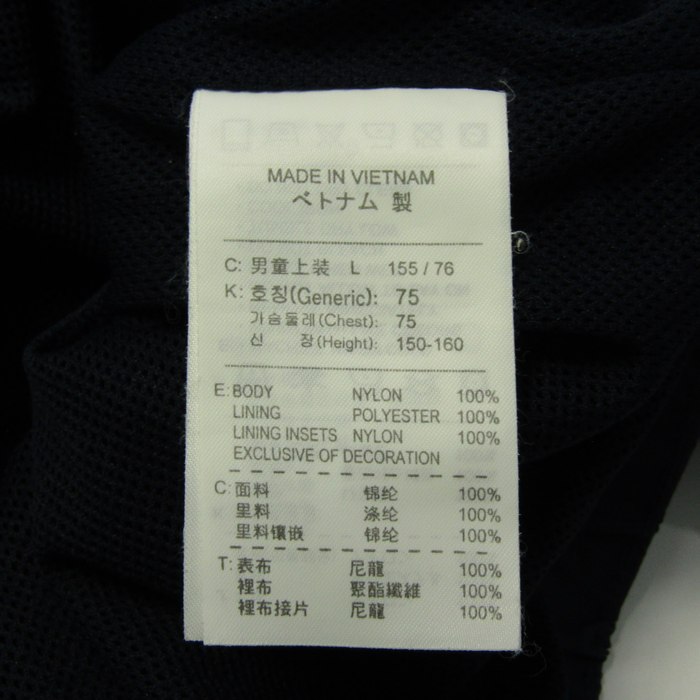 MADE IN VIETNAM
ベトナム 製
C: 男童上装 L 155 / 76
K: 호칭(Generic): 75
가슴둘레(Chest): 75
신 장(Height): 150-160
E: BODY NYLON 100%
LINING POLYESTER 100%
LINING INSETS NYLON 100%
EXCLUSIVE OF DECORATION
C: 面料 锦纶 100%
里料 涤纶 100%
里料镶嵌 锦纶 100%
T: 表布 尼龍 100%
裡布 聚酯纖維 100%
裡布接片 尼龍 100%